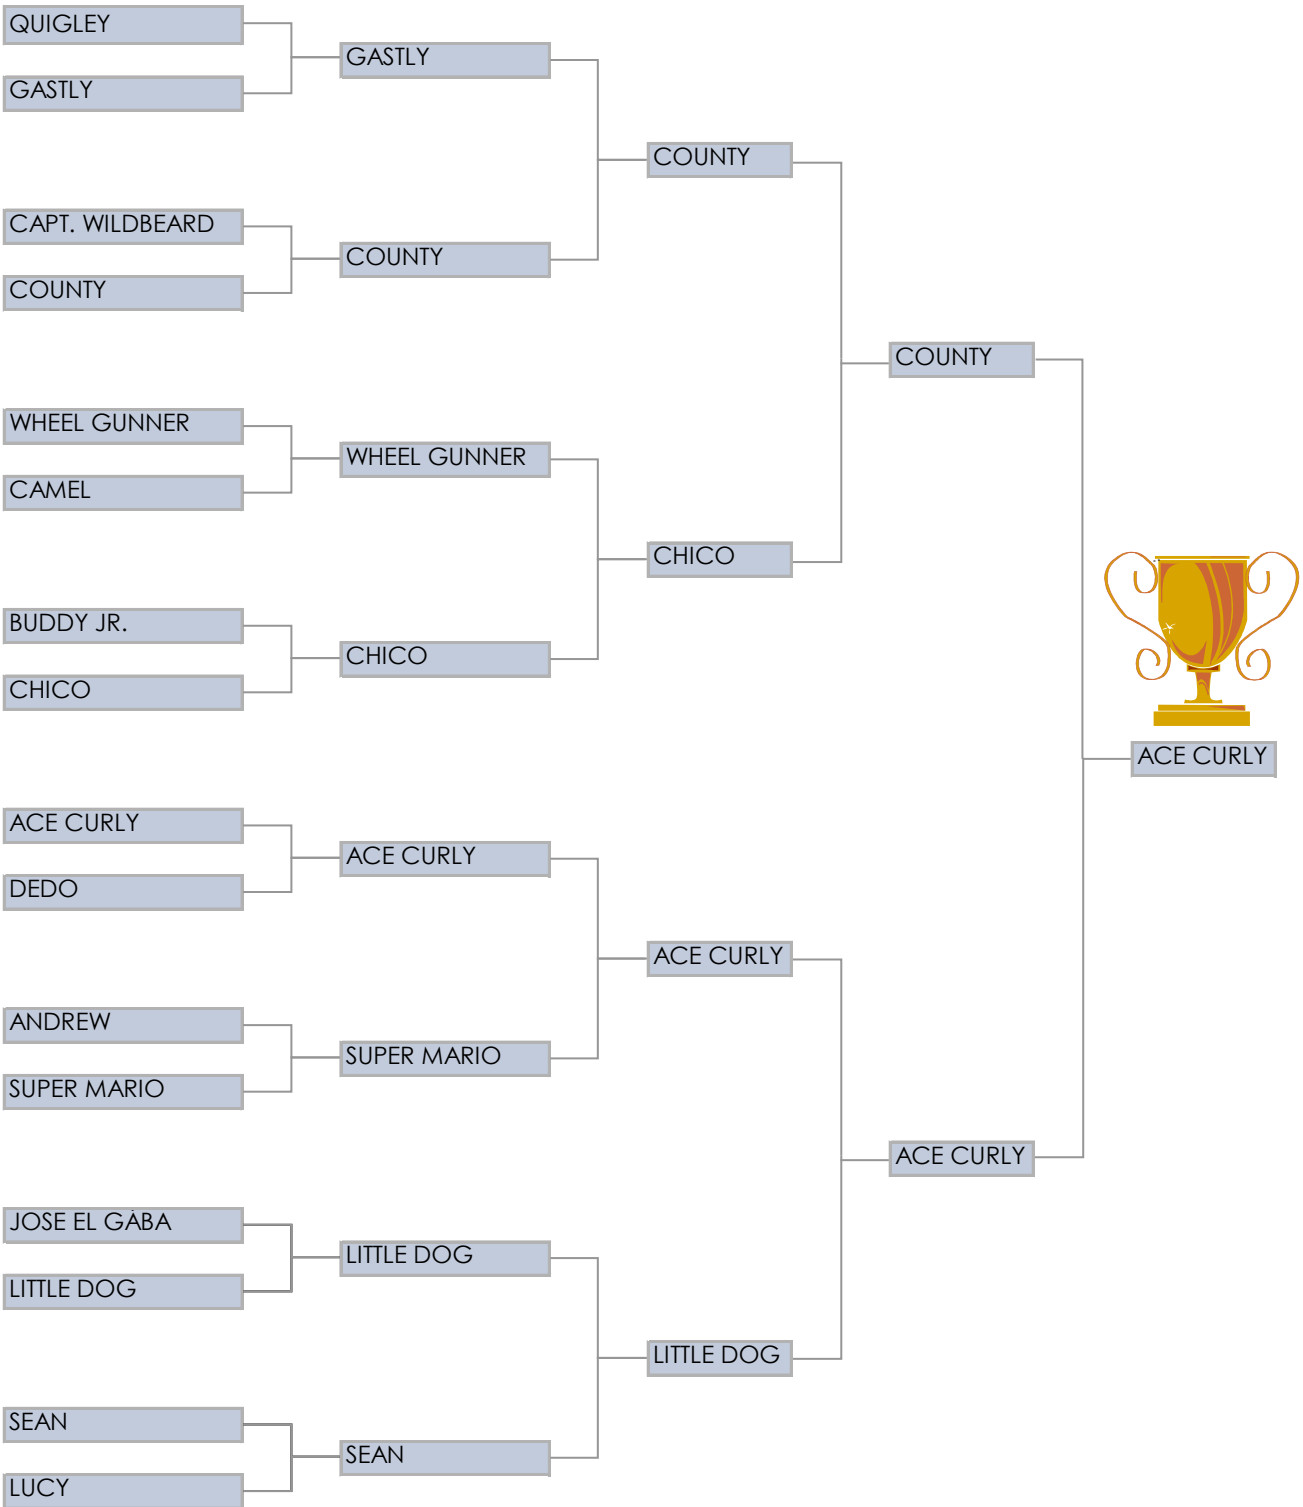 QUIGLEY
GASTLY
GASTLY
COUNTY
CAPT. WILDBEARD
COUNTY
COUNTY
COUNTY
WHEEL GUNNER
WHEEL GUNNER
CAMEL
CHICO
BUDDY JR.
CHICO
CHICO
ACE CURLY
ACE CURLY
ACE CURLY
DEDO
ACE CURLY
ANDREW
SUPER MARIO
SUPER MARIO
ACE CURLY
JOSE EL GÁBA
LITTLE DOG
LITTLE DOG
LITTLE DOG
SEAN
SEAN
LUCY